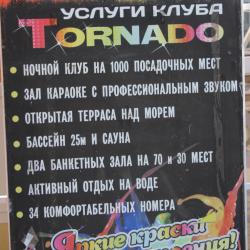 УСЛУГИ КЛУБА
TORNADO
• НОЧНОЙ КЛУБ НА 1000 ПОСАДОЧНЫХ МЕСТ
• ЗАЛ КАРАОКЕ С ПРОФЕССИОНАЛЬНЫМ ЗВУКОМ
• ОТКРЫТАЯ ТЕРРАСА НАД МОРЕМ
• БАССЕЙН 25м И САУНА
• ДВА БАНКЕТНЫХ ЗАЛА НА 70 и 30 МЕСТ
• АКТИВНЫЙ ОТДЫХ НА ВОДЕ
• 34 КОМФОРТАБЕЛЬНЫХ НОМЕРА
Яркие краски